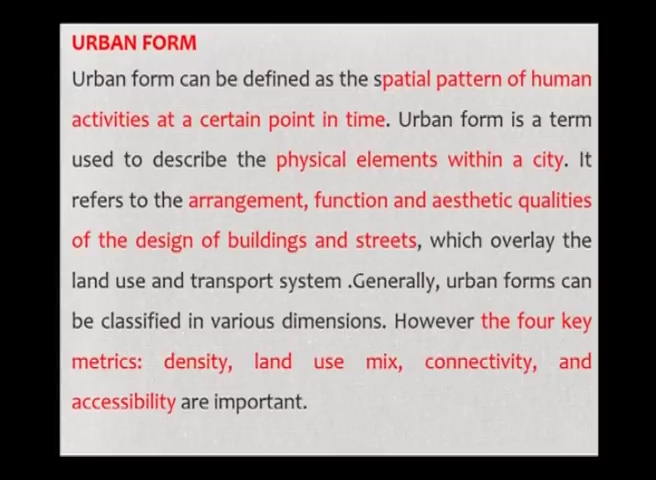 URBAN FORM
Urban form can be defined as the spatial pattern of human
activities at a certain point in time. Urban form is a term
used to describe the physical elements within a city. It
refers to the arrangement, function and aesthetic qualities
of the design of buildings and streets, which overlay the
land use and transport system .Generally, urban forms can
be classified in various dimensions. However the four key
metrics: density, land use mix, connectivity, and
accessibility are important.